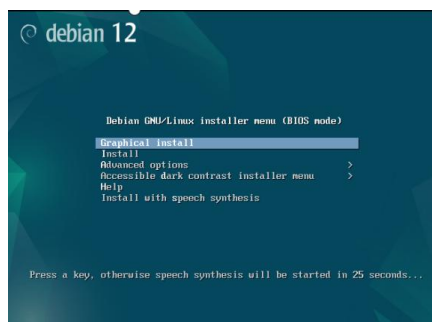 debian 12
Debian GNU/Linux installer menu (BIOS mode)
Graphical install
Install
Advanced options >
Accessible dark contrast installer menu >
Help
Install with speech synthesis
Press a key, otherwise speech synthesis will be started in 25 seconds...